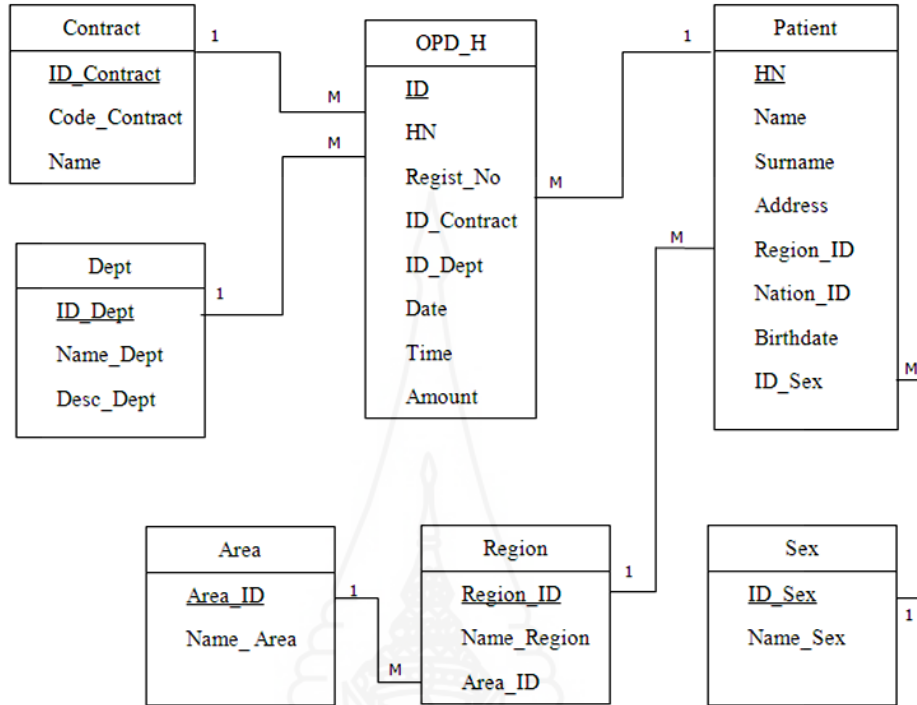 Contract
ID_Contract
Code_Contract
Name
1
M
OPD_H
ID
HN
Regist_No
ID_Contract
ID_Dept
Date
Time
Amount
M
M
1
Patient
HN
Name
Surname
Address
Region_ID
Nation_ID
Birthdate
ID_Sex
M
M
Dept
ID_Dept
Name_Dept
Desc_Dept
1
Area
Area_ID
Name_ Area
1
M
Region
Region_ID
Name_Region
Area_ID
1
Sex
ID_Sex
Name_Sex
1